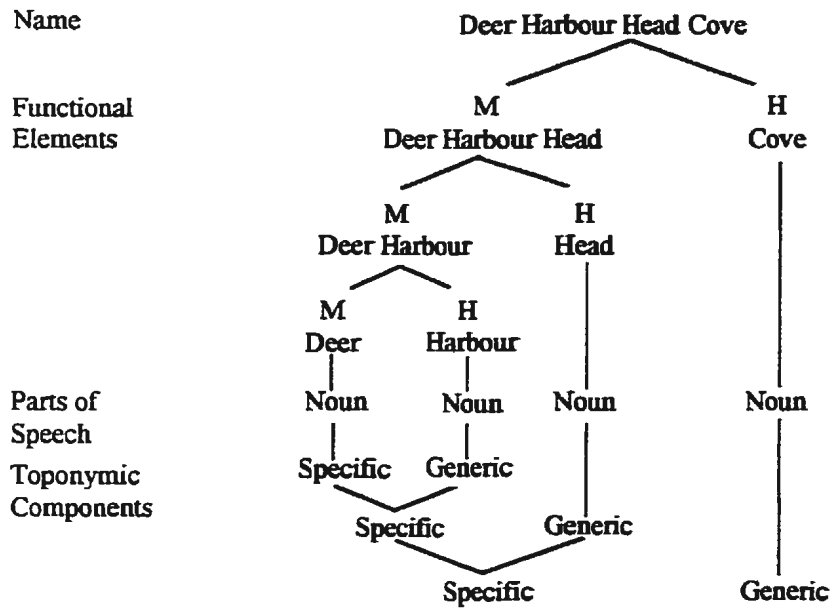 Name
Deer Harbour Head Cove
Functional
Elements
M
H
Deer Harbour Head
Cove
M
H
Deer Harbour
Head
M
H
Deer
Harbour
Parts of
Speech
Noun
Noun
Noun
Noun
Toponymic
Components
Specific
Generic
Specific
Generic
Specific
Generic